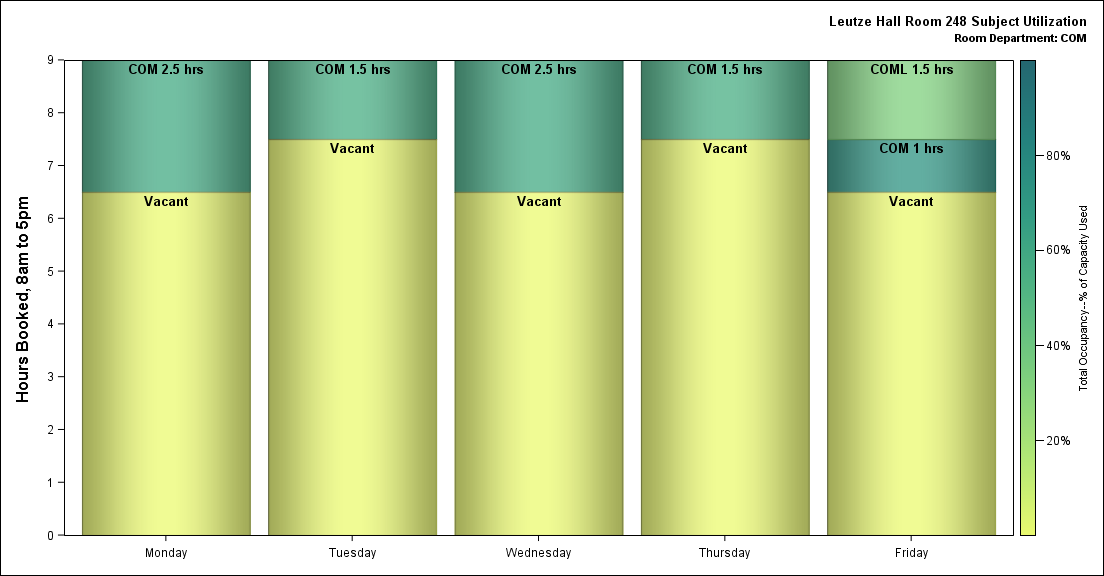 Leutze Hall Room 248 Subject Utilization
Room Department: COM
Hours Booked, 8am to 5pm
9
8
7
6
5
4
3
2
1
0
COM 2.5 hrs
Vacant
COM 1.5 hrs
Vacant
COM 2.5 hrs
Vacant
COM 1.5 hrs
Vacant
COML 1.5 hrs
COM 1 hrs
Vacant
Monday
Tuesday
Wednesday
Thursday
Friday
80%
60%
40%
20%
Total Occupancy--% of Capacity Used